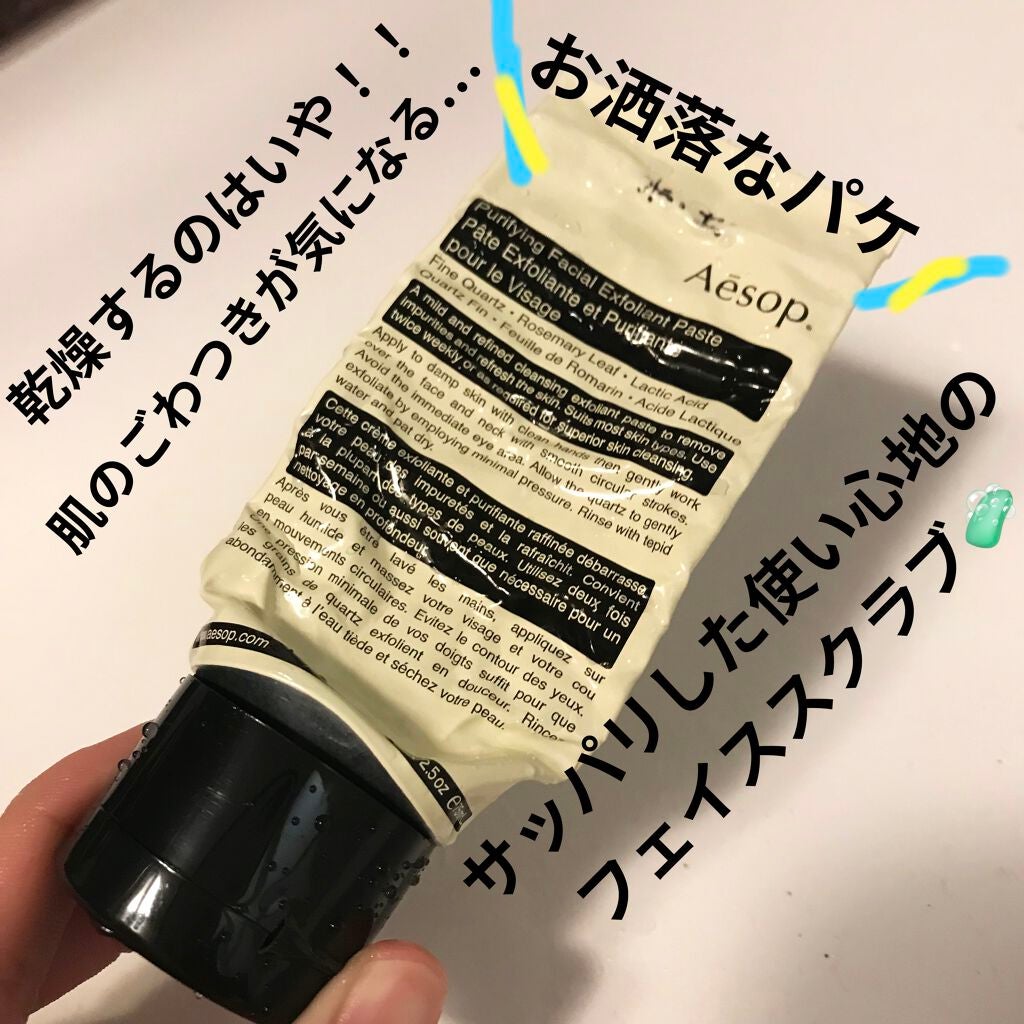 お洒落なパケ
乾燥するのはいや！！
肌のごわつきが気になる…
Aēsop.
Purifying Facial Exfoliant Paste
Pâte Exfoliante et Purifiante
pour le Visage
Fine Quartz • Rosemary Leaf • Lactic Acid
Quartz Fin • Feuille de Romarin • Acide Lactique
A mild and refined cleansing exfoliant paste to remove
impurities and refresh the skin. Suits most skin types. Use
twice weekly or as required for superior skin cleansing.
Apply to damp skin with clean hands then gently work
over the face and neck with smooth circular strokes.
Avoid the immediate eye area. Allow the quartz to gently
exfoliate by employing minimal pressure. Rinse with tepid
water and pat dry.
Cette crème exfoliante et purifiante raffinée débarrasse
votre peau des impuretés et la rafraîchit. Convient
à la plupart des types de peaux. Utilisez deux fois
par semaine ou aussi souvent que nécessaire pour un
nettoyage en profondeur.
Après vous être lavé les mains, appliquez sur
peau humide et massez votre visage et votre cou
en mouvements circulaires. Evitez le contour des yeux.
Une pression minimale de vos doigts suffit pour que
les grains de quartz exfolient en douceur. Rincez
abondamment à l'eau tiède et séchez votre peau.
aesop.com
2.5 oz
サッパリした使い心地の
フェイススクラブ